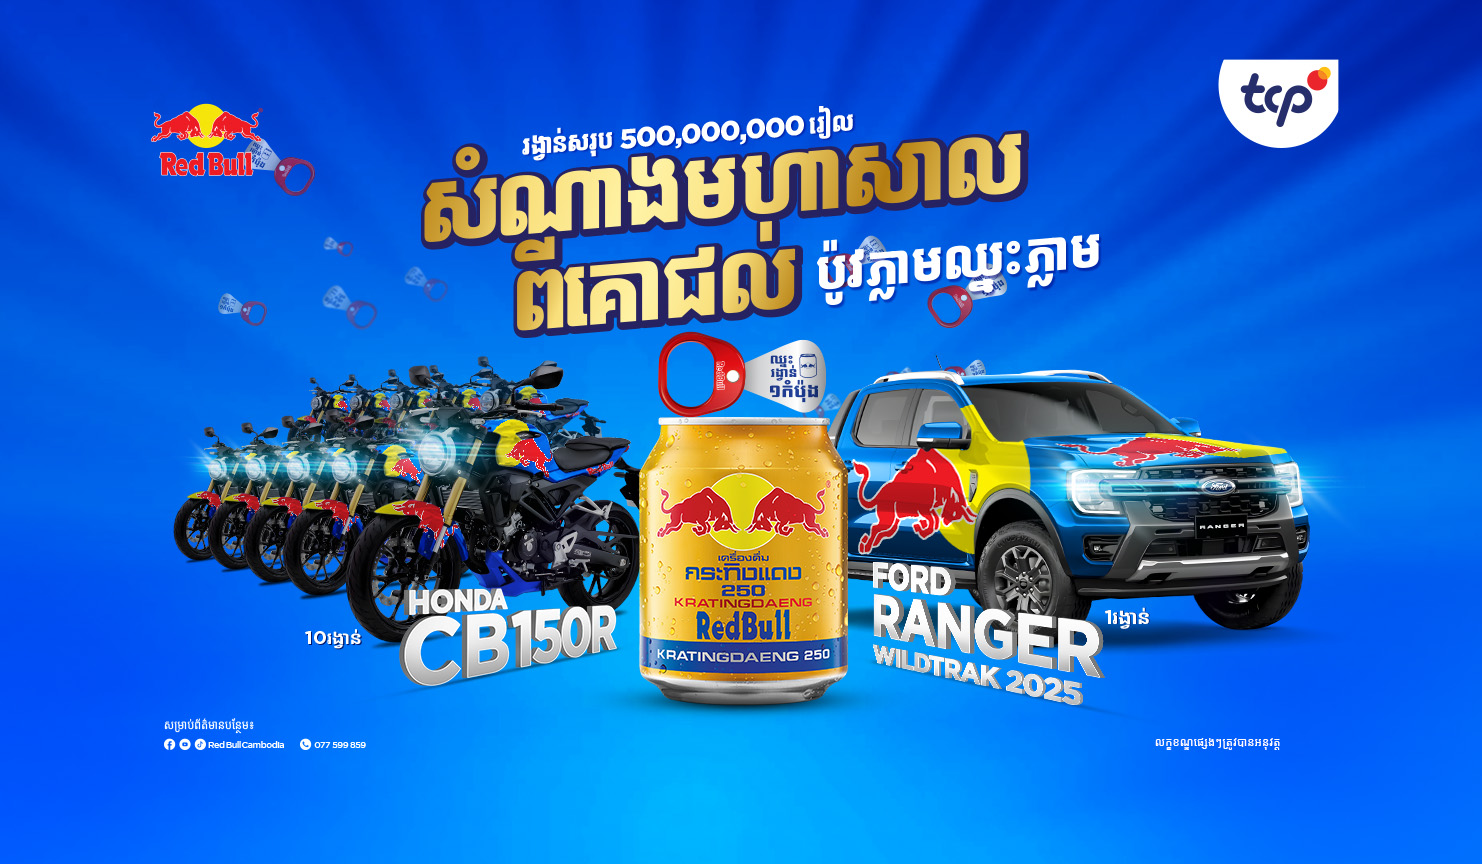 Red Bull
tcp
រង្វាន់សរុប 500,000,000 រៀល
សំណាងមហាសាល
ពីគោជល់ ប៉ូវភ្លាមឈ្នះភ្លាម
ឈ្នះ
រង្វាន់
១កំប៉ុង
RedBull
เครื่องดื่ม
กระทิงแดง
250
KRATINGDAENG
RedBull
KRATINGDAENG 250
Ford
RANGER
HONDA
CB150R
10រង្វាន់
FORD
RANGER
WILDTRAK 2025
1រង្វាន់
សម្រាប់ព័ត៌មានបន្ថែម៖
RedBullCambodia 077 599 859
លក្ខខណ្ឌផ្សេងៗត្រូវបានអនុវត្ត